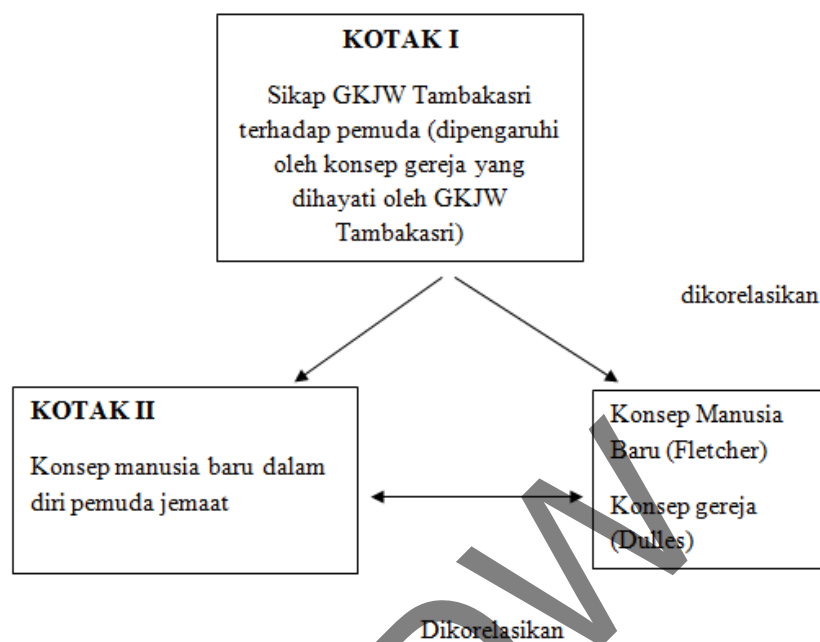 KOTAK I
Sikap GKJW Tambakasri
terhadap pemuda (dipengaruhi
oleh konsep gereja yang
dihayati oleh GKJW
Tambakasri)
dikorelasikan
KOTAK II
Konsep manusia baru dalam
diri pemuda jemaat
Konsep Manusia
Baru (Fletcher)
Konsep gereja
(Dulles)
Dikorelasikan